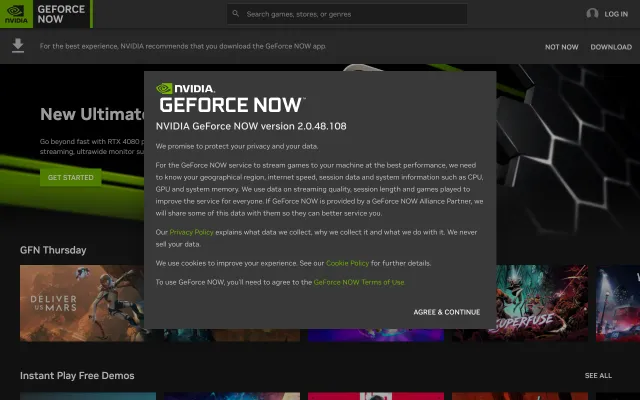 NVIDIA
GEFORCE
NOW
Search games, stores, or genres
LOG IN
For the best experience, NVIDIA recommends that you download the GeForce NOW app
NOT NOW
DOWNLOAD
New Ultimat
Go beyond fast with RTX 4080 p
streaming, ultrawide monitor su
GET STARTED
NVIDIA.
GEFORCE NOW
NVIDIA GeForce NOW version 2.0.48.108
We promise to protect your privacy and your data.
For the GeForce NOW service to stream games to your machine at the best performance, we need
to know your geographical region, internet speed, session data and system information such as CPU,
GPU and system memory. We use data on streaming quality, session length and games played to
improve the service for everyone. If GeForce NOW is provided by a GeForce NOW Alliance Partner, we
will share some of this data with them so they can better service you.
Our Privacy Policy explains what data we collect, why we collect it and what we do with it. We never
sell your data.
We use cookies to improve your experience. See our Cookie Policy for further details.
To use GeForce NOW, you'll need to agree to the GeForce NOW Terms of Use
AGREE & CONTINUE
GFN Thursday
DELIVER
US MARS
SUPERFUSE
Instant Play Free Demos
SEE ALL